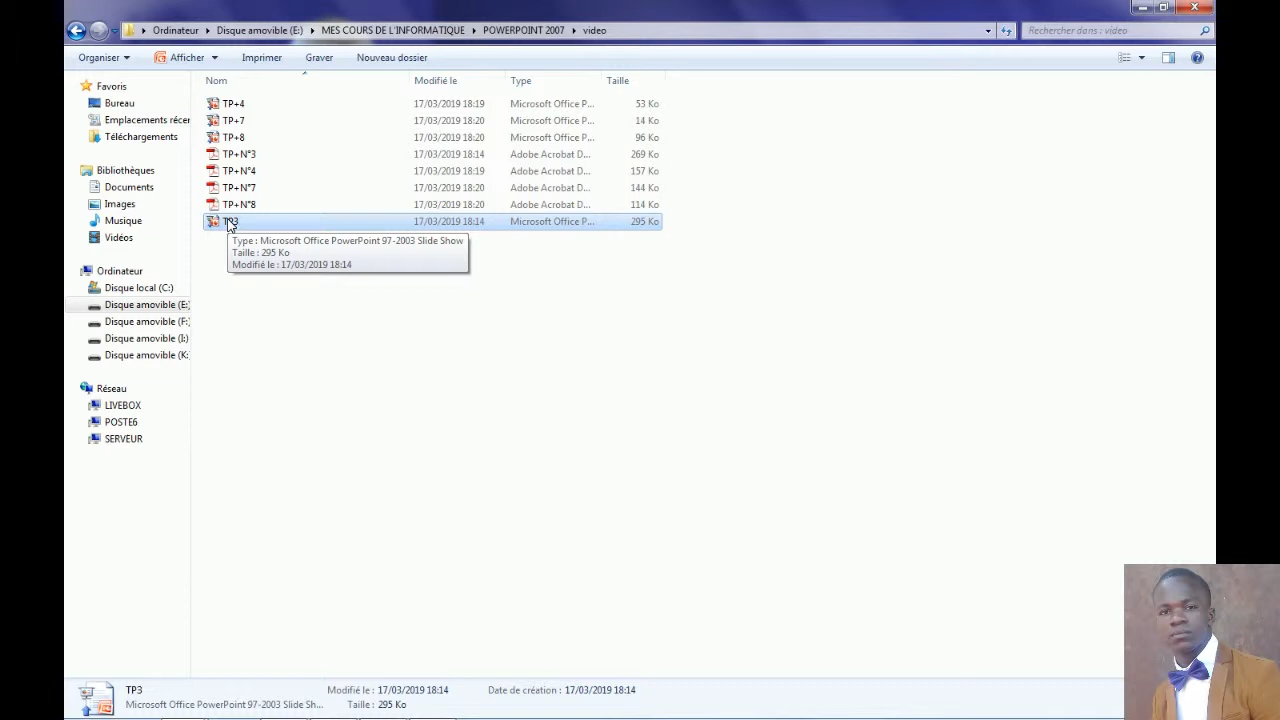 Ordinateur Disque amovible (E:) MES COURS DE L'INFORMATIQUE POWERPOINT 2007 video
Rechercher dans : video
Organiser Afficher Imprimer Graver Nouveau dossier
Nom Modifié le Type Taille
Favoris
Bureau
Emplacements récer
Téléchargements
Bibliothèques
Documents
Images
Musique
Vidéos
Ordinateur
Disque local (C:)
Disque amovible (E:
Disque amovible (F:
Disque amovible (I:)
Disque amovible (K:
Réseau
LIVEBOX
POSTE6
SERVEUR
TP+4 17/03/2019 18:19 Microsoft Office P... 53 Ko
TP+7 17/03/2019 18:20 Microsoft Office P... 14 Ko
TP+8 17/03/2019 18:20 Microsoft Office P... 96 Ko
TP+N°3 17/03/2019 18:14 Adobe Acrobat D... 269 Ko
TP+N°4 17/03/2019 18:19 Adobe Acrobat D... 157 Ko
TP+N°7 17/03/2019 18:20 Adobe Acrobat D... 144 Ko
TP+N°8 17/03/2019 18:20 Adobe Acrobat D... 114 Ko
TP3 17/03/2019 18:14 Microsoft Office P... 295 Ko
Type : Microsoft Office PowerPoint 97-2003 Slide Show
Taille : 295 Ko
Modifié le : 17/03/2019 18:14
TP3 Modifié le : 17/03/2019 18:14 Date de création : 17/03/2019 18:14
Microsoft Office PowerPoint 97-2003 Slide Sh... Taille : 295 Ko